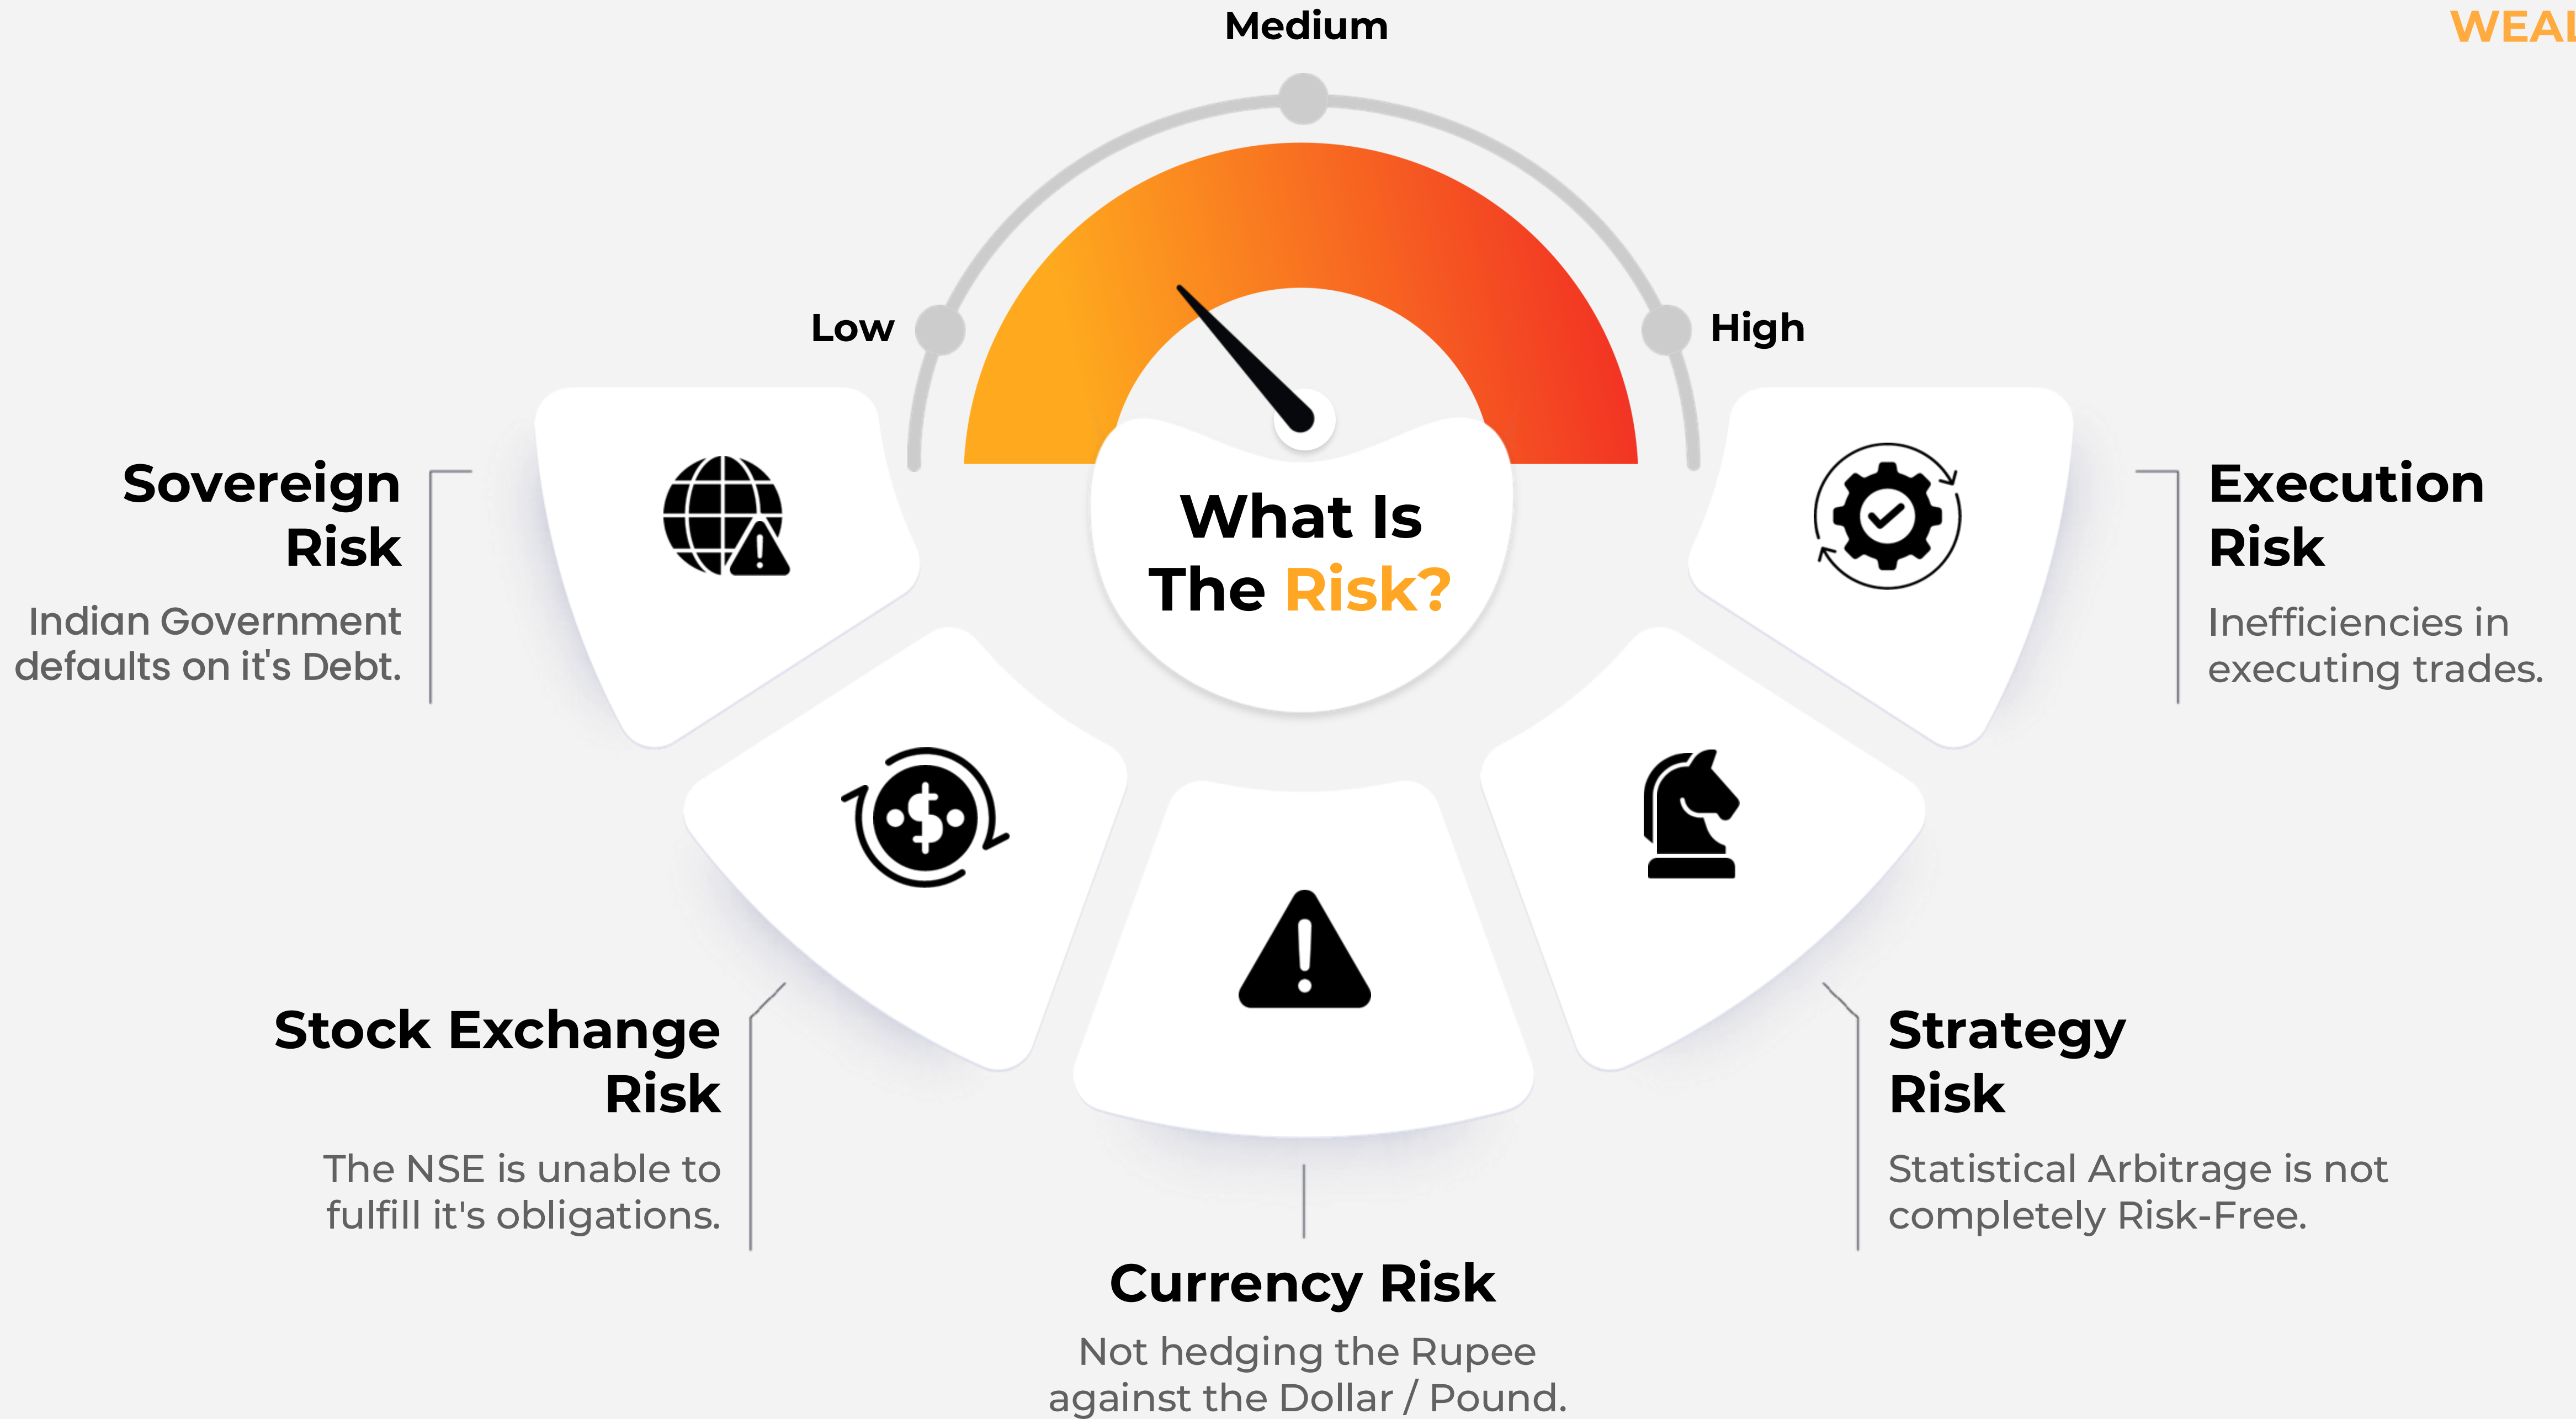 Medium
WEAL
Low
High
What Is
The Risk?
Sovereign
Risk
Indian Government
defaults on it's Debt.
Execution
Risk
Inefficiencies in
executing trades.
Stock Exchange
Risk
The NSE is unable to
fulfill it's obligations.
Strategy
Risk
Statistical Arbitrage is not
completely Risk-Free.
Currency Risk
Not hedging the Rupee
against the Dollar / Pound.